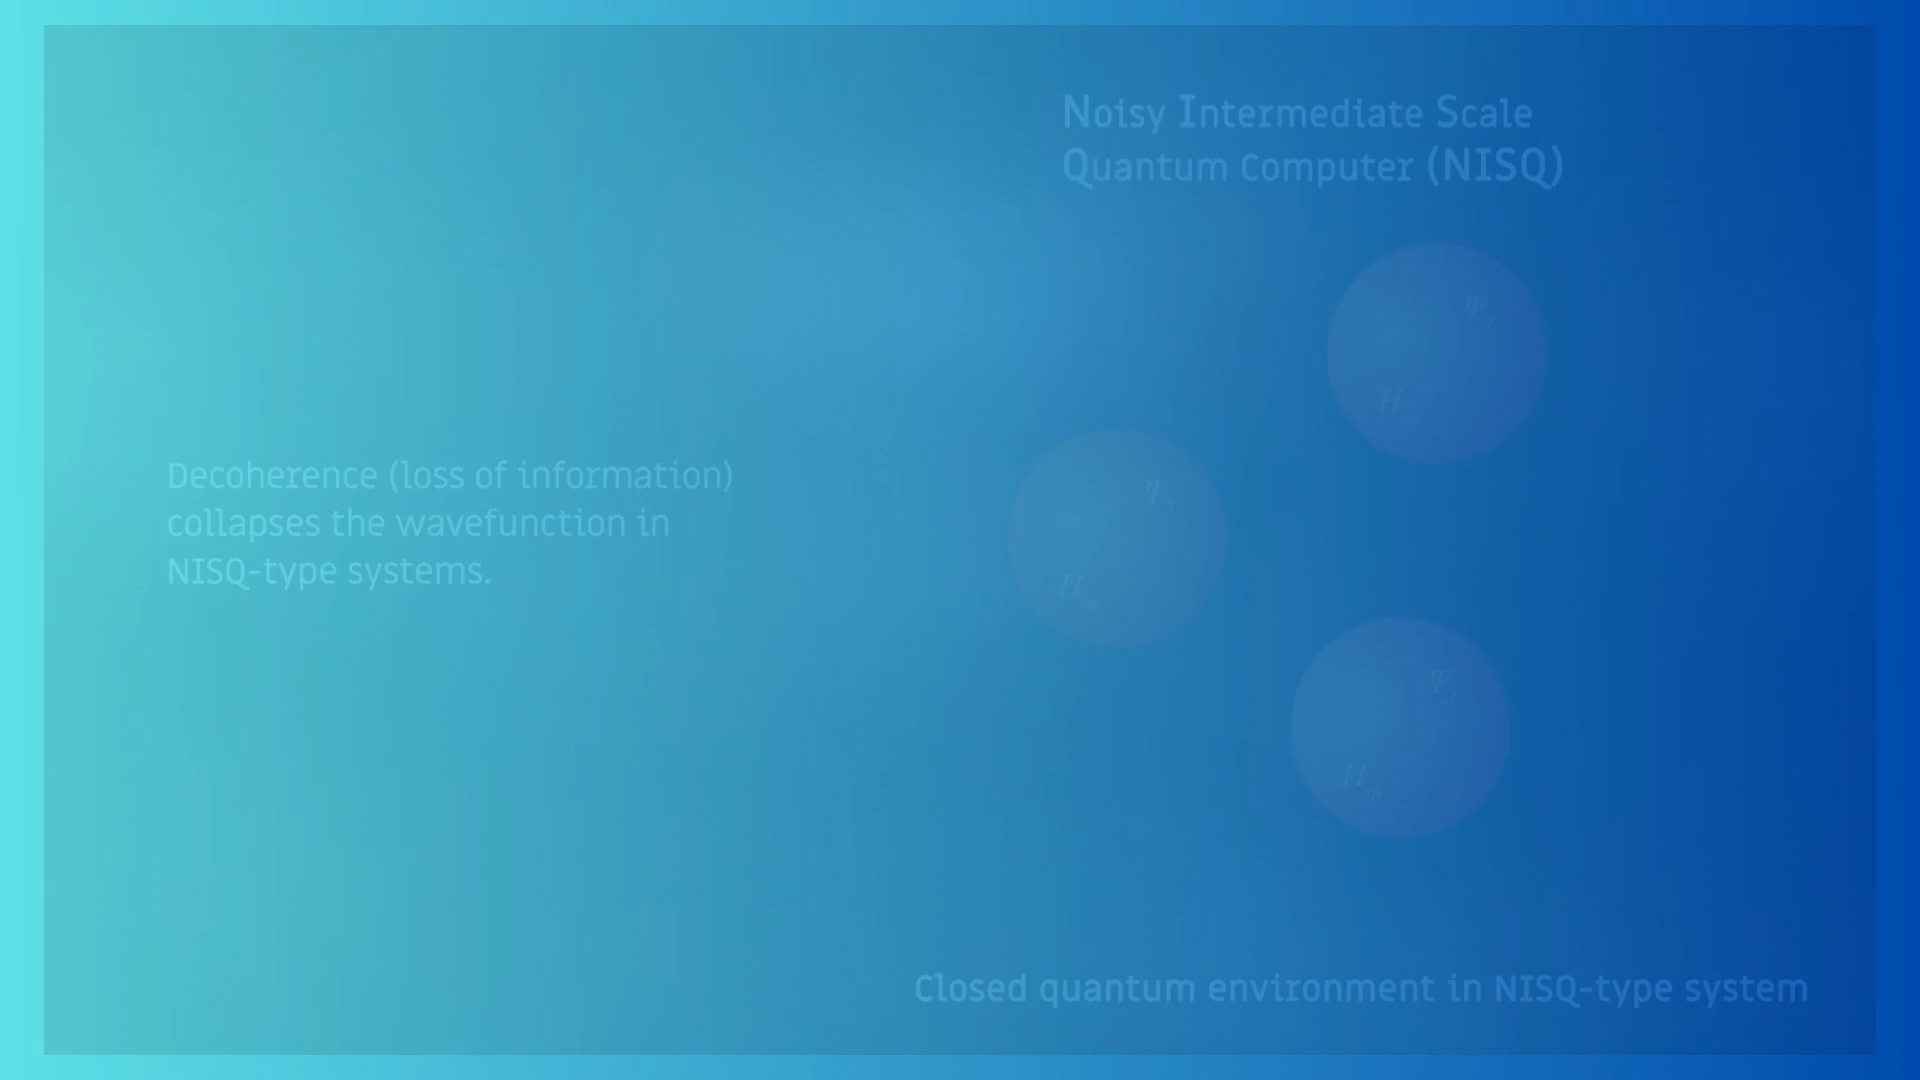 Noisy Intermediate Scale
Quantum Computer (NISQ)
Decoherence (loss of information)
collapses the wavefunction in
NISQ-type systems.
Ψ
H
Ψ
H
Ψ
H
Closed quantum environment in NISQ-type system